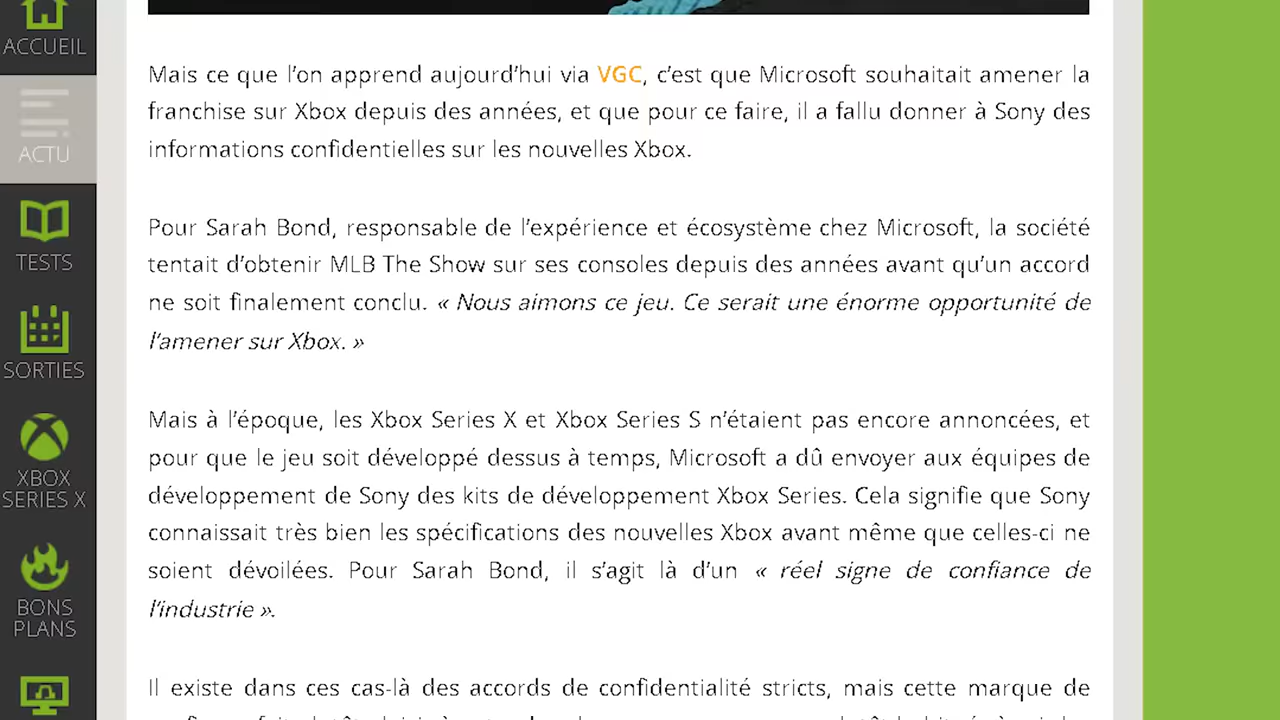 ACCUEIL
ACTU
TESTS
SORTIES
XBOX
SERIES X
BONS
PLANS
Mais ce que l’on apprend aujourd’hui via VGC, c’est que Microsoft souhaitait amener la
franchise sur Xbox depuis des années, et que pour ce faire, il a fallu donner à Sony des
informations confidentielles sur les nouvelles Xbox.
Pour Sarah Bond, responsable de l’expérience et écosystème chez Microsoft, la société
tentait d’obtenir MLB The Show sur ses consoles depuis des années avant qu’un accord
ne soit finalement conclu. « Nous aimons ce jeu. Ce serait une énorme opportunité de
l’amener sur Xbox. »
Mais à l’époque, les Xbox Series X et Xbox Series S n’étaient pas encore annoncées, et
pour que le jeu soit développé dessus à temps, Microsoft a dû envoyer aux équipes de
développement de Sony des kits de développement Xbox Series. Cela signifie que Sony
connaissait très bien les spécifications des nouvelles Xbox avant même que celles-ci ne
soient dévoilées. Pour Sarah Bond, il s’agit là d’un « réel signe de confiance de
l’industrie ».
Il existe dans ces cas-là des accords de confidentialité stricts, mais cette marque de